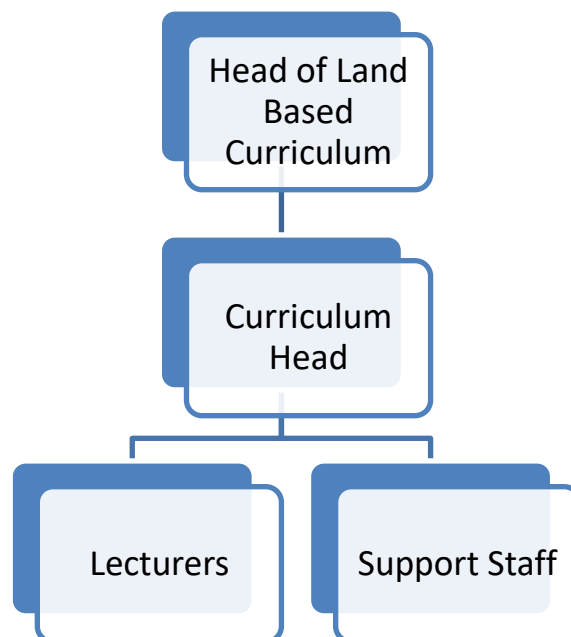 Head of Land
Based
Curriculum
Curriculum
Head
Lecturers
Support Staff